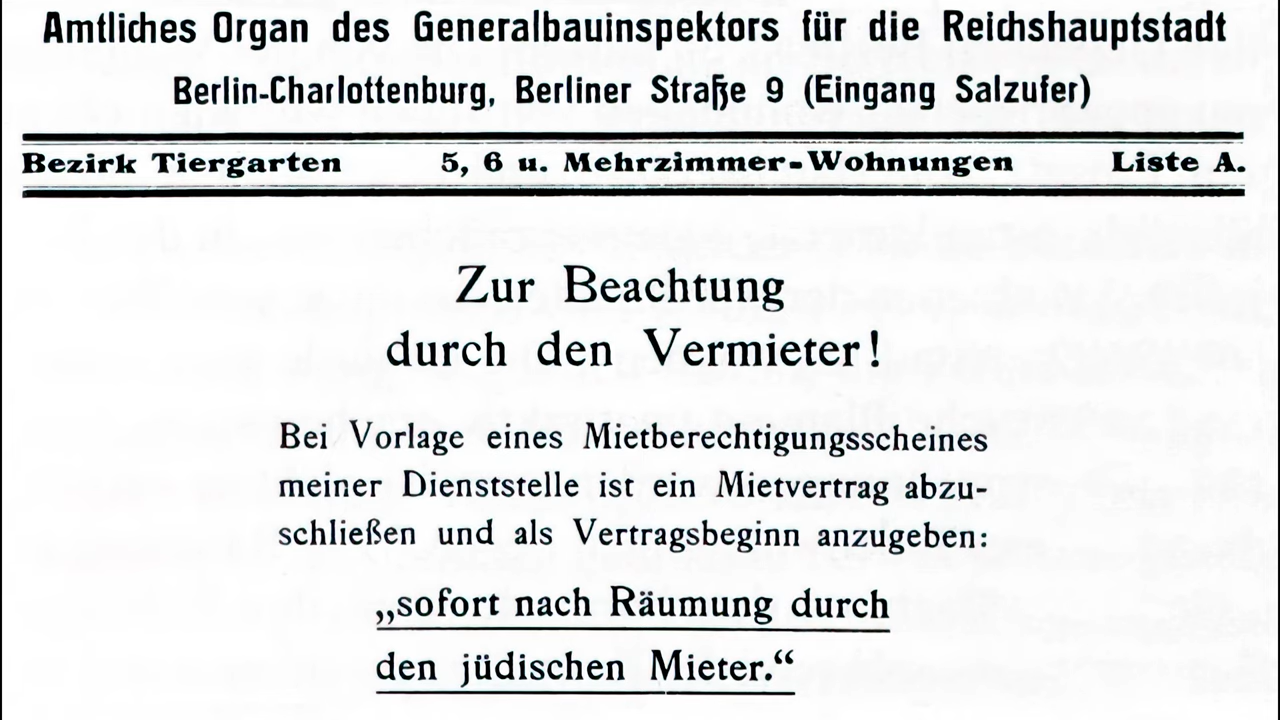 Amtliches Organ des Generalbauinspektors für die Reichshauptstadt
Berlin-Charlottenburg, Berliner Straße 9 (Eingang Salzufer)
Bezirk Tiergarten 5, 6 u. Mehrzimmer-Wohnungen Liste A.
Zur Beachtung
durch den Vermieter!
Bei Vorlage eines Mietberechtigungsscheines
meiner Dienststelle ist ein Mietvertrag abzu-
schließen und als Vertragsbeginn anzugeben:
„sofort nach Räumung durch
den jüdischen Mieter.“